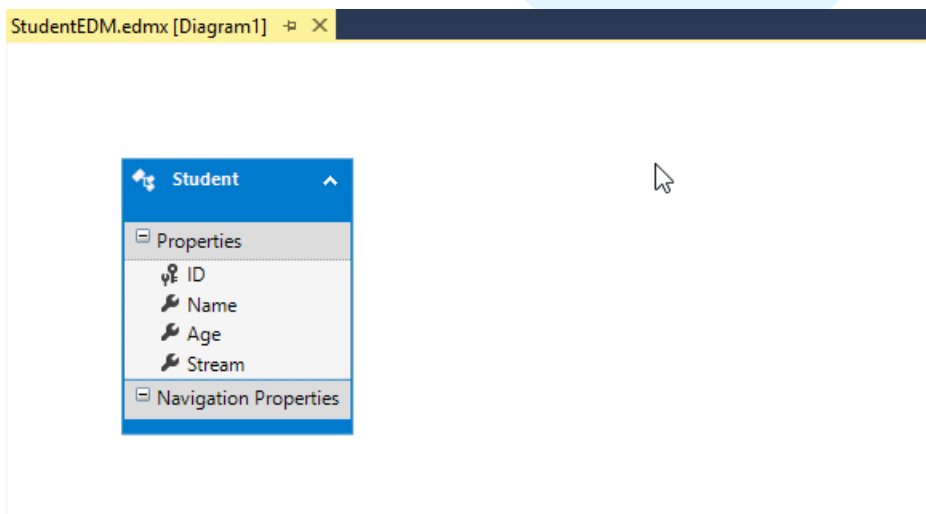 StudentEDM.edmx [Diagram1]
Student
Properties
ID
Name
Age
Stream
Navigation Properties